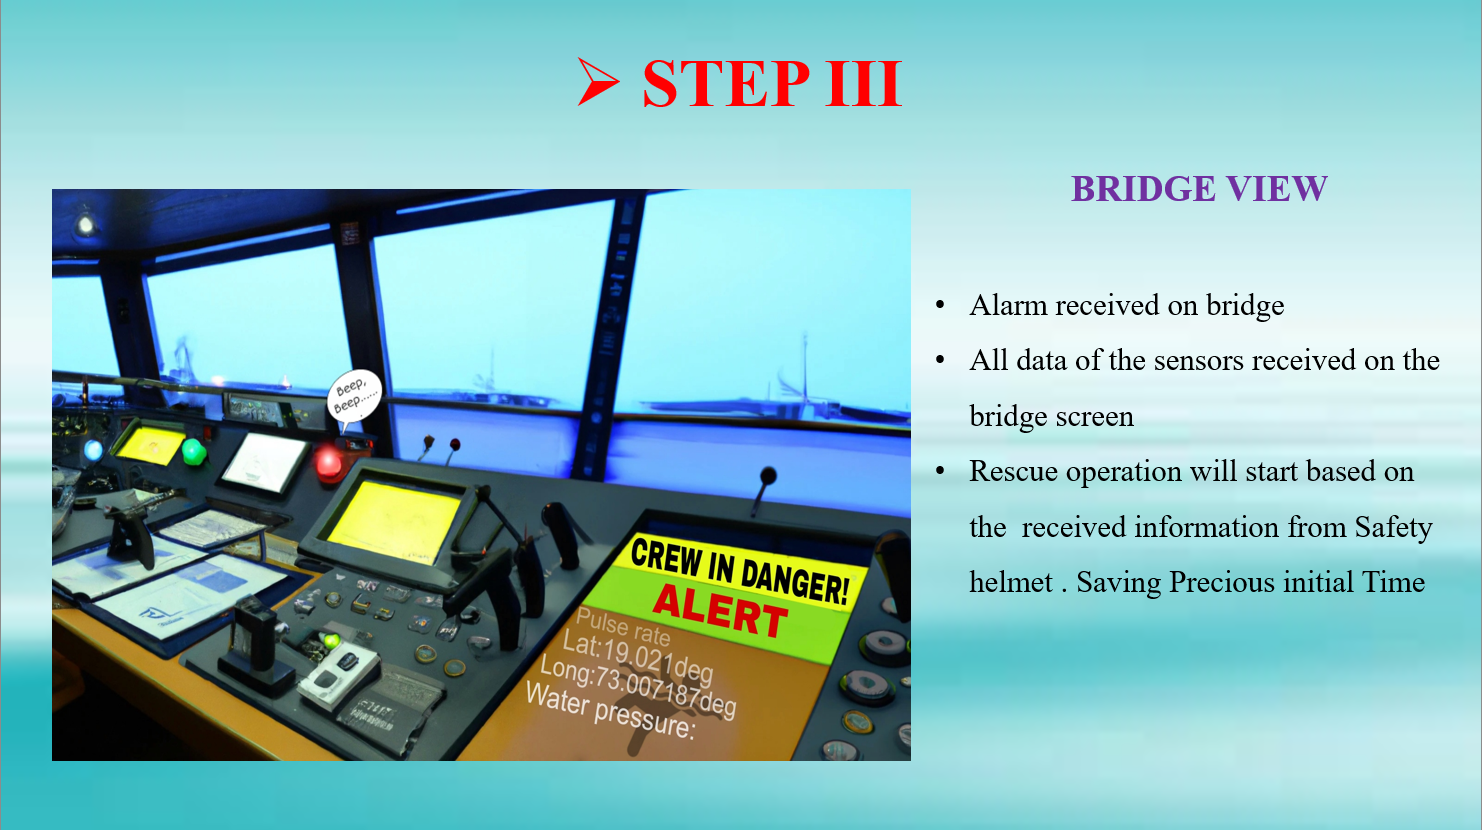 ➢ STEP III
BRIDGE VIEW
• Alarm received on bridge
• All data of the sensors received on the
bridge screen
• Rescue operation will start based on
the  received information from Safety
helmet . Saving Precious initial Time
Beep,
Beep......
CREW IN DANGER!
ALERT
Pulse rate
Lat:19.021deg
Long:73.007187deg
Water pressure: